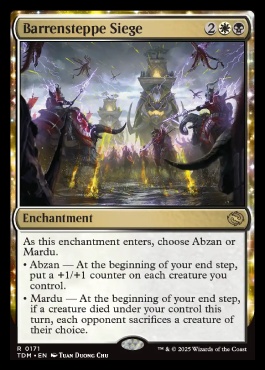 Barrensteppe Siege 2
Enchantment
As this enchantment enters, choose Abzan or
Mardu.
• Abzan — At the beginning of your end step,
put a +1/+1 counter on each creature you
control.
• Mardu — At the beginning of your end step,
if a creature died under your control this
turn, each opponent sacrifices a creature of
their choice.
R 0171
TDM • EN TUAN DUONG CHU ™ & © 2025 Wizards of the Coast